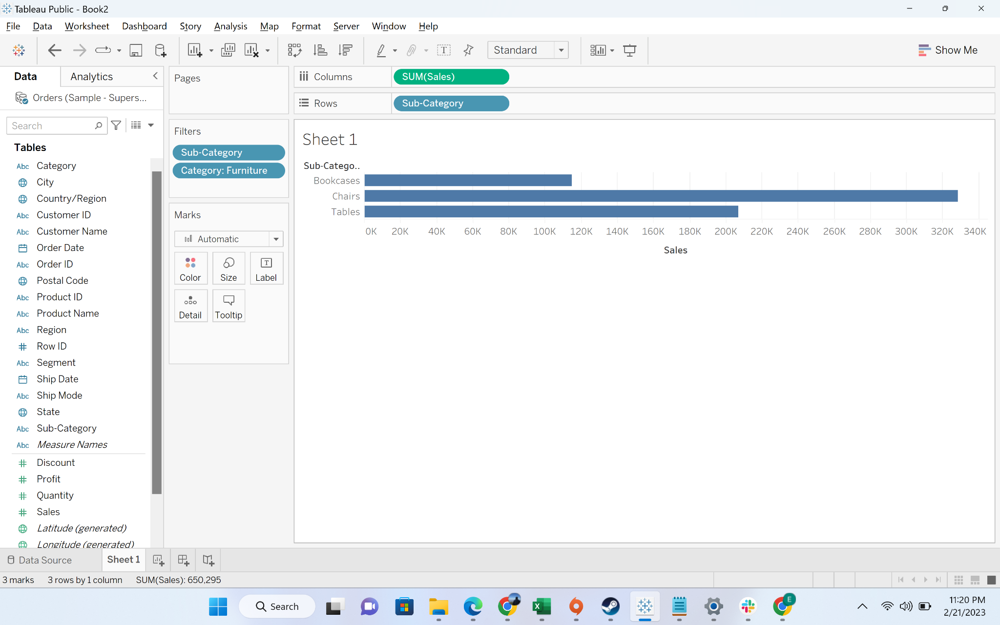 Tableau Public - Book2
File Data Worksheet Dashboard Story Analysis Map Format Server Window Help
Standard
Show Me
Data Analytics
Orders (Sample - Supers...
Search
Tables
Abc Category
City
Country/Region
Abc Customer ID
Abc Customer Name
Order Date
Abc Order ID
Postal Code
Abc Product ID
Abc Product Name
Abc Region
# Row ID
Abc Segment
Ship Date
Abc Ship Mode
State
Abc Sub-Category
Abc Measure Names
# Discount
# Profit
# Quantity
# Sales
Latitude (generated)
Longitude (generated)
Pages
Filters
Sub-Category
Category: Furniture
Marks
Automatic
Color Size Label
Detail Tooltip
Columns SUM(Sales)
Rows Sub-Category
Sheet 1
Sub-Catego..
Bookcases
Chairs
Tables
0K 20K 40K 60K 80K 100K 120K 140K 160K 180K 200K 220K 240K 260K 280K 300K 320K 340K
Sales
Data Source Sheet 1
3 marks 3 rows by 1 column SUM(Sales): 650,295
Search
E
11:20 PM
2/21/2023